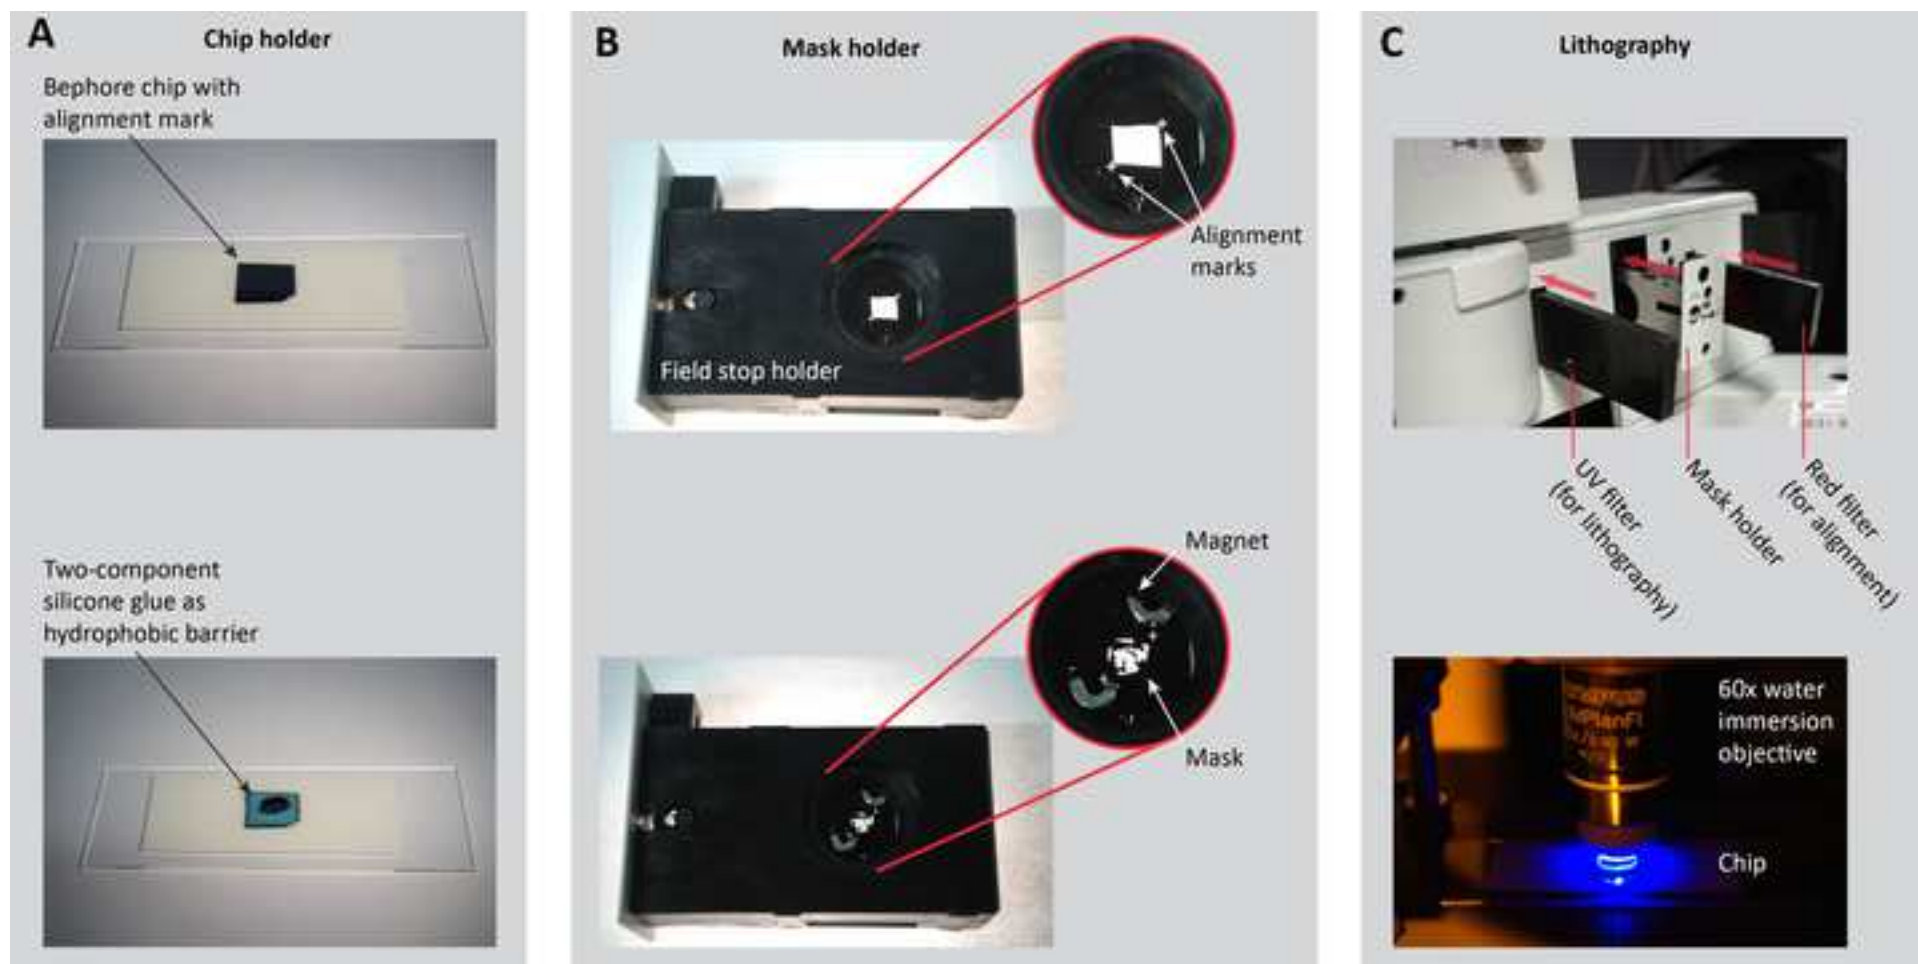 A
Chip holder
Bephore chip with
alignment mark
Two-component
silicone glue as
hydrophobic barrier
B
Mask holder
Alignment
marks
Field stop holder
Magnet
Mask
C
Lithography
UV filter
(for lithography)
Mask holder
Red filter
(for alignment)
60x water
immersion
objective
Chip